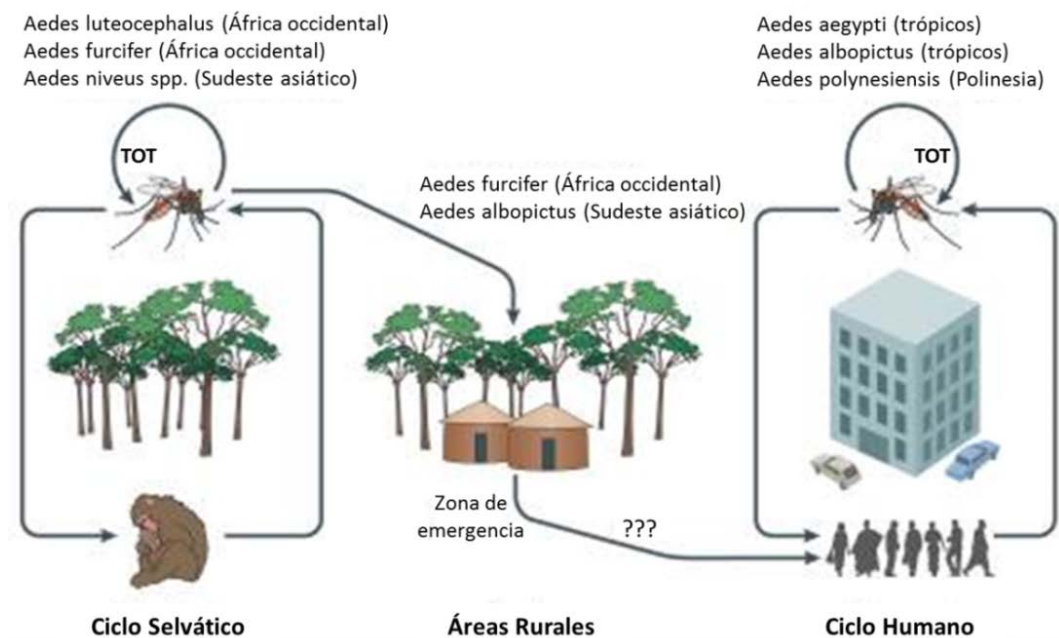 Aedes luteocephalus (África occidental)
Aedes furcifer (África occidental)
Aedes niveus spp. (Sudeste asiático)
Aedes aegypti (trópicos)
Aedes albopictus (trópicos)
Aedes polynesiensis (Polinesia)
TOT
TOT
Aedes furcifer (África occidental)
Aedes albopictus (Sudeste asiático)
Zona de
emergencia
???
Ciclo Selvático
Áreas Rurales
Ciclo Humano